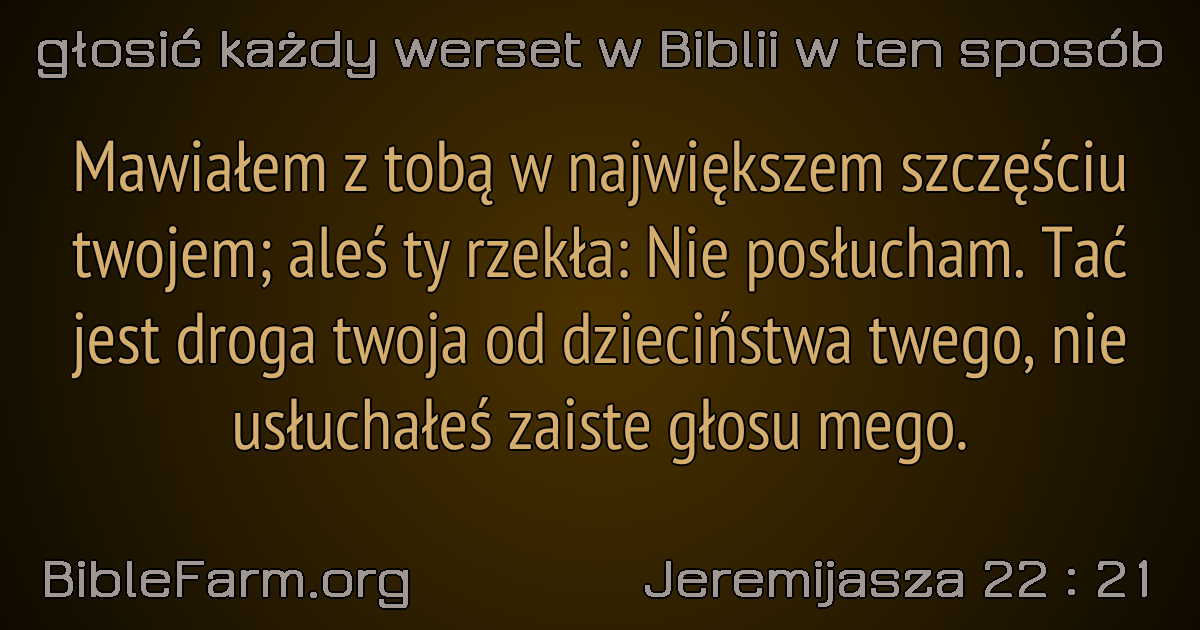 głosić każdy werset w Biblii w ten sposób
Mawiałem z tobą w największem szczęściu
twojem; aleś ty rzekła: Nie posłucham. Tać
jest droga twoja od dzieciństwa twego, nie
usłuchałeś zaiste głosu mego.
BibleFarm.org
Jeremijasza 22 : 21